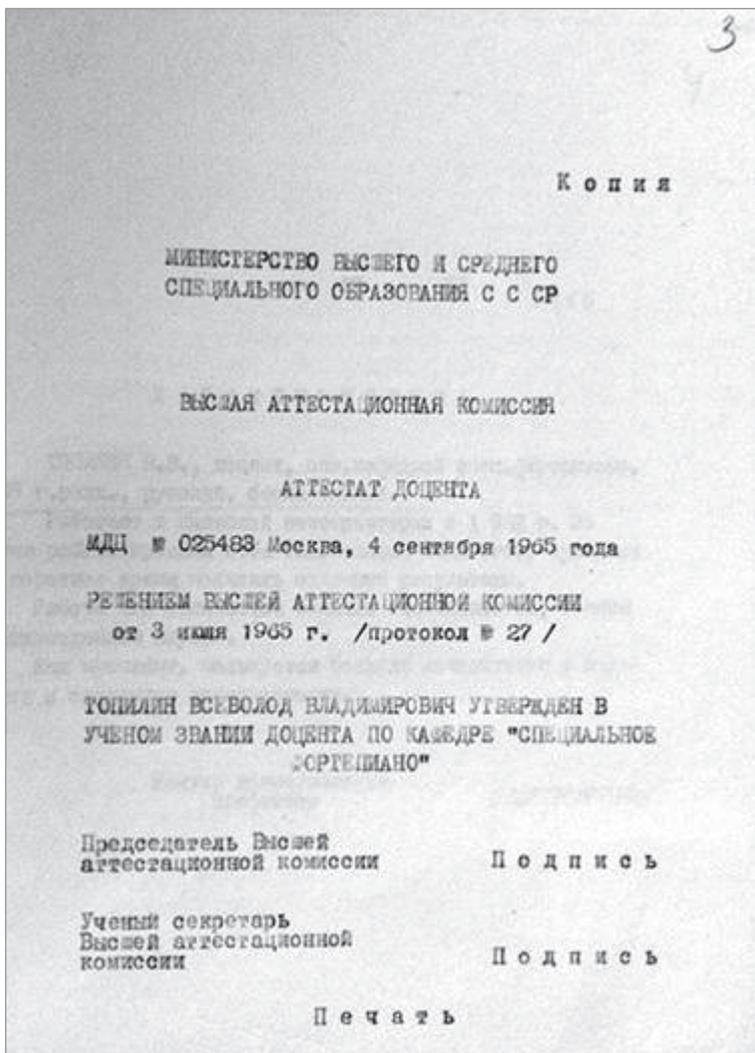 3
Копия
МИНИСТЕРСТВО ВЫСШЕГО И СРЕДНЕГО
СПЕЦИАЛЬНОГО ОБРАЗОВАНИЯ С С СР
ВЫСШАЯ АТТЕСТАЦИОННАЯ КОМИССИЯ
АТТЕСТАТ ДОЦЕНТА
МДЦ № 025483 Москва, 4 сентября 1965 года
РЕШЕНИЕМ ВЫСШЕЙ АТТЕСТАЦИОННОЙ КОМИССИИ
от 3 июля 1965 г. /протокол № 27 /
ТОПИЛИН ВСЕВОЛОД ВЛАДИМИРОВИЧ УТВЕРЖДЕН В
УЧЕНОМ ЗВАНИИ ДОЦЕНТА ПО КАФЕДРЕ "СПЕЦИАЛЬНОЕ
ФОРТЕПИАНО"
Председатель Высшей
аттестационной комиссии Подпись
Ученый секретарь
Высшей аттестационной
комиссии Подпись
Печать